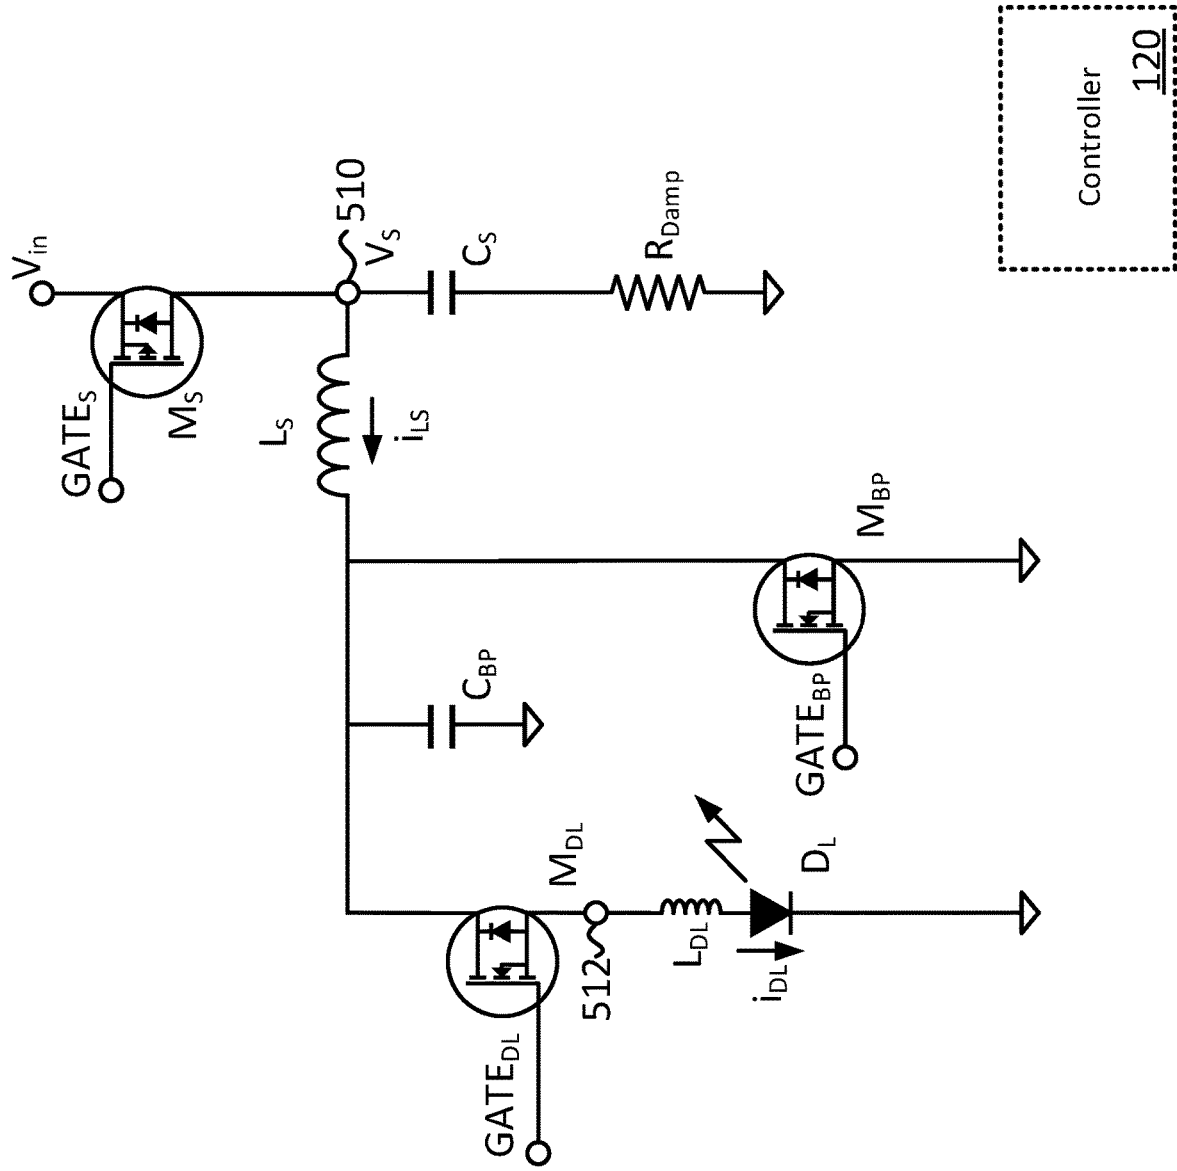 V_in
GATE_S
M_S
510
V_S
L_S
i_LS
C_S
R_Damp
Controller
120
M_BP
GATE_BP
C_BP
M_DL
512
L_DL
D_L
i_DL
GATE_DL